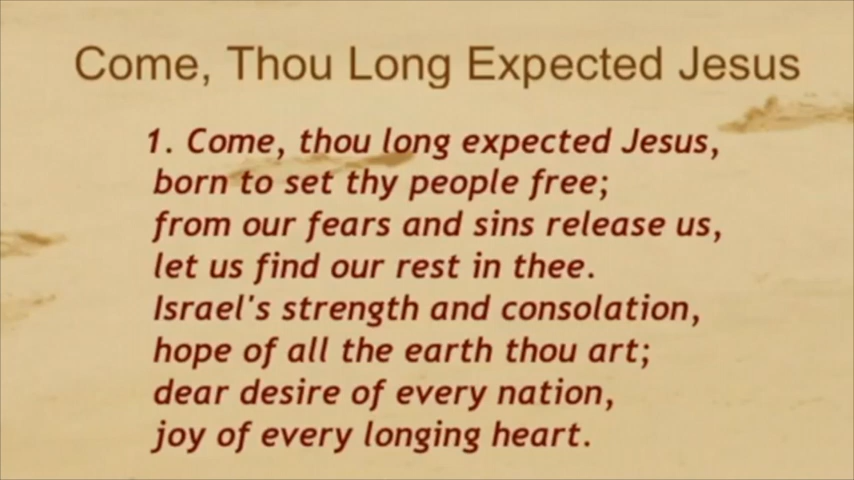 Come, Thou Long Expected Jesus
1. Come, thou long expected Jesus,
born to set thy people free;
from our fears and sins release us,
let us find our rest in thee.
Israel's strength and consolation,
hope of all the earth thou art;
dear desire of every nation,
joy of every longing heart.